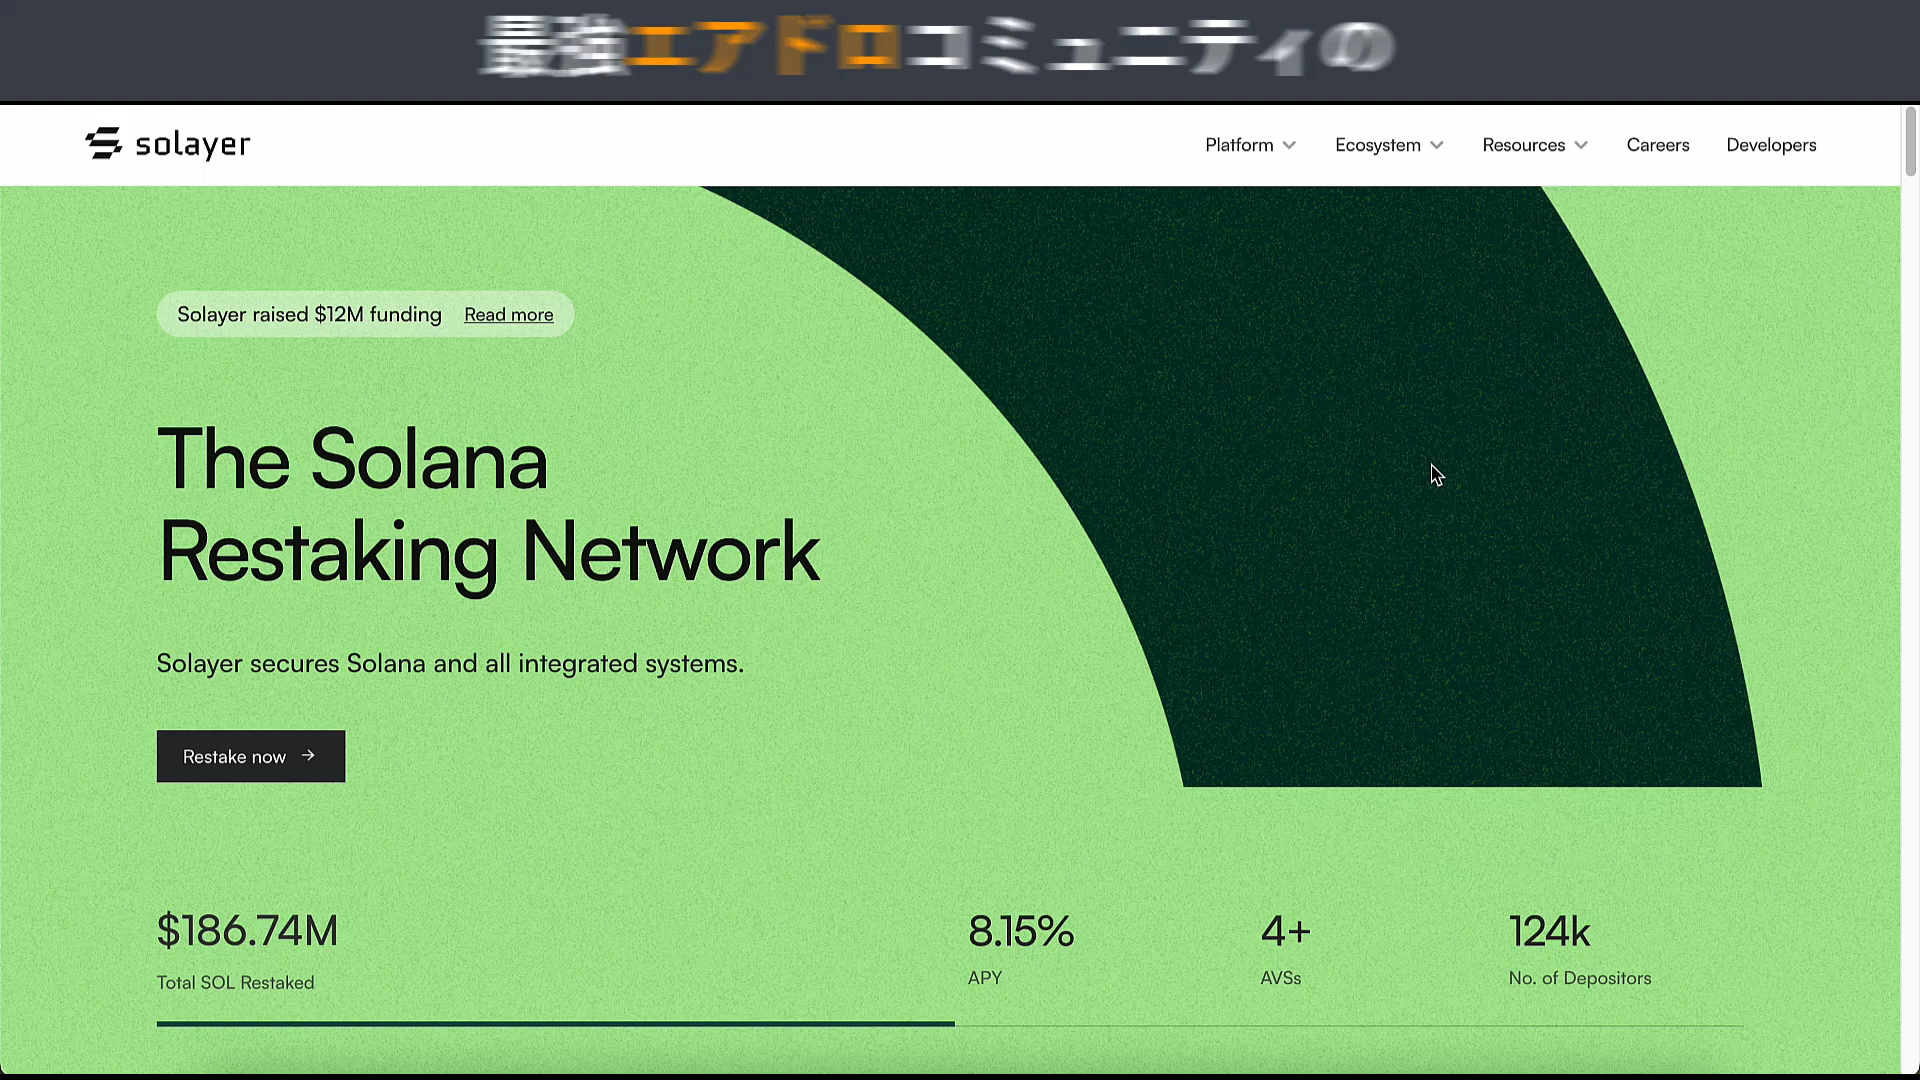 最強エアドロコミュニティの
solayer
Platform
Ecosystem
Resources
Careers
Developers
Solayer raised $12M funding Read more
The Solana
Restaking Network
Solayer secures Solana and all integrated systems.
Restake now →
$186.74M
Total SOL Restaked
8.15%
APY
4+
AVSs
124k
No. of Depositors